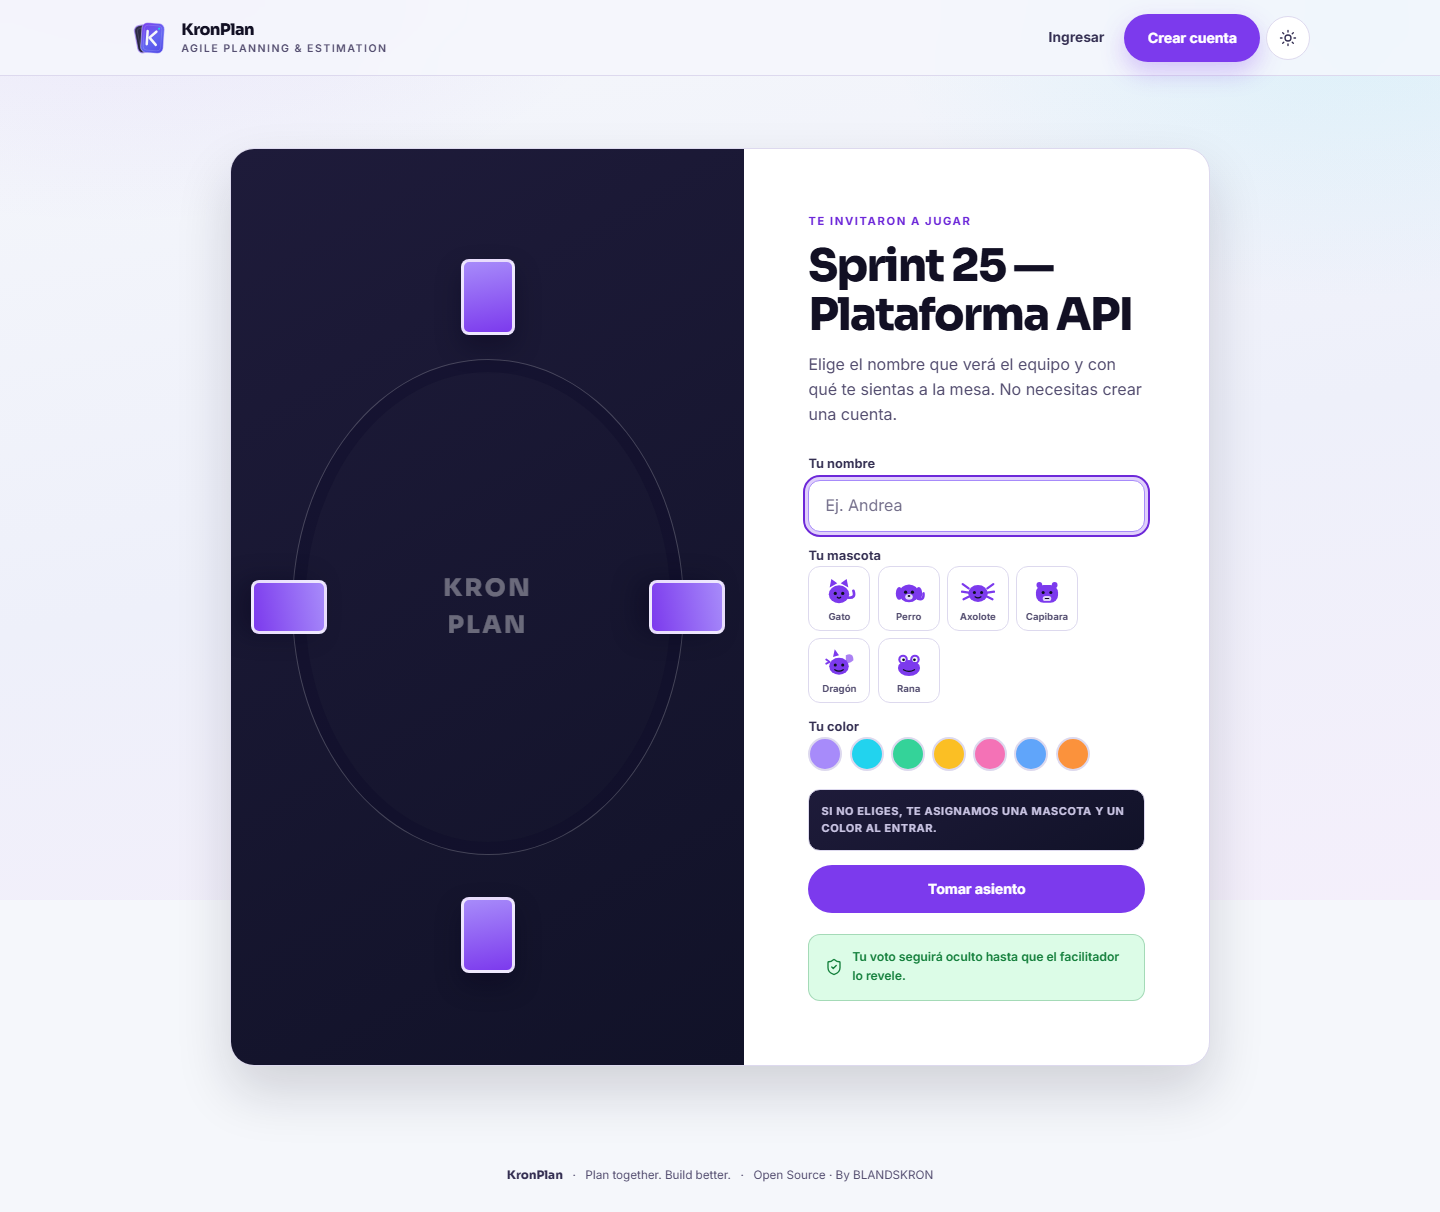 KronPlan
AGILE PLANNING & ESTIMATION
Ingresar
Crear cuenta
KRON
PLAN
TE INVITARON A JUGAR
Sprint 25 —
Plataforma API
Elige el nombre que verá el equipo y con
qué te sientas a la mesa. No necesitas crear
una cuenta.
Tu nombre
Ej. Andrea
Tu mascota
Gato
Perro
Axolote
Capibara
Dragón
Rana
Tu color
SI NO ELIGES, TE ASIGNAMOS UNA MASCOTA Y UN
COLOR AL ENTRAR.
Tomar asiento
Tu voto seguirá oculto hasta que el facilitador
lo revele.
KronPlan · Plan together. Build better. · Open Source · By BLANDSKRON